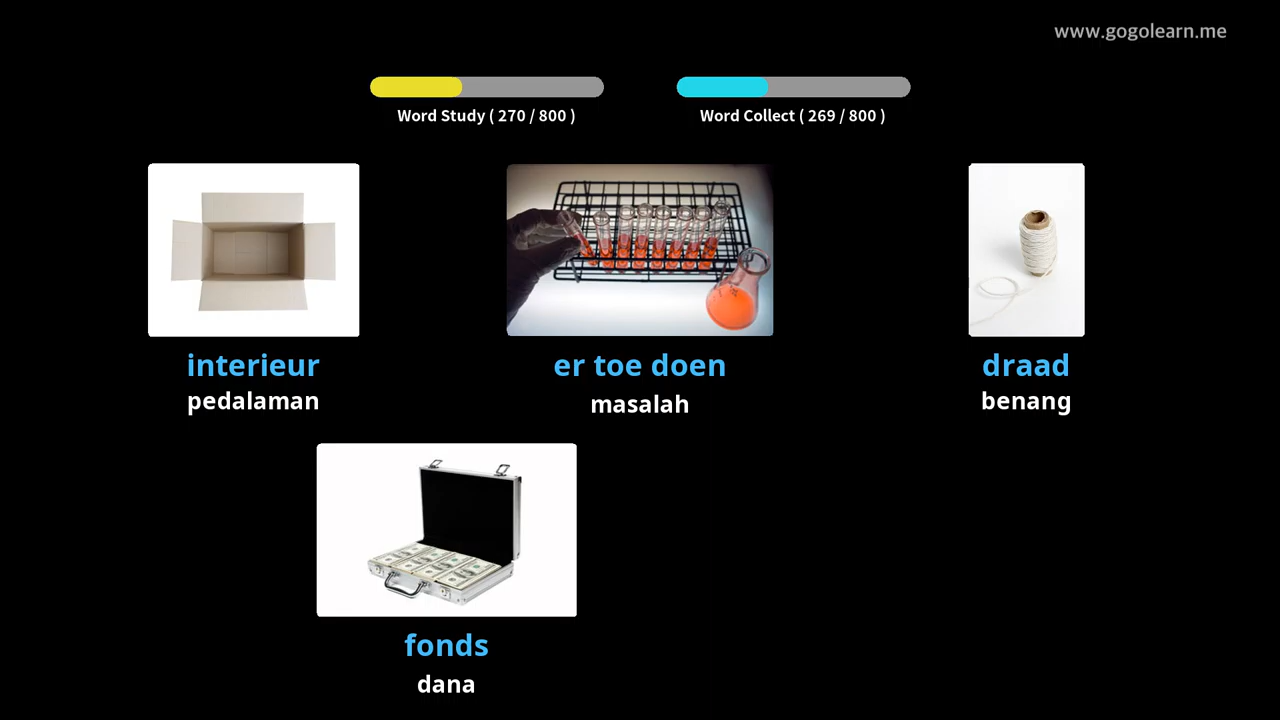 www.gogolearn.me
Word Study ( 270 / 800 )
Word Collect ( 269 / 800 )
interieur
pedalaman
er toe doen
masalah
draad
benang
fonds
dana